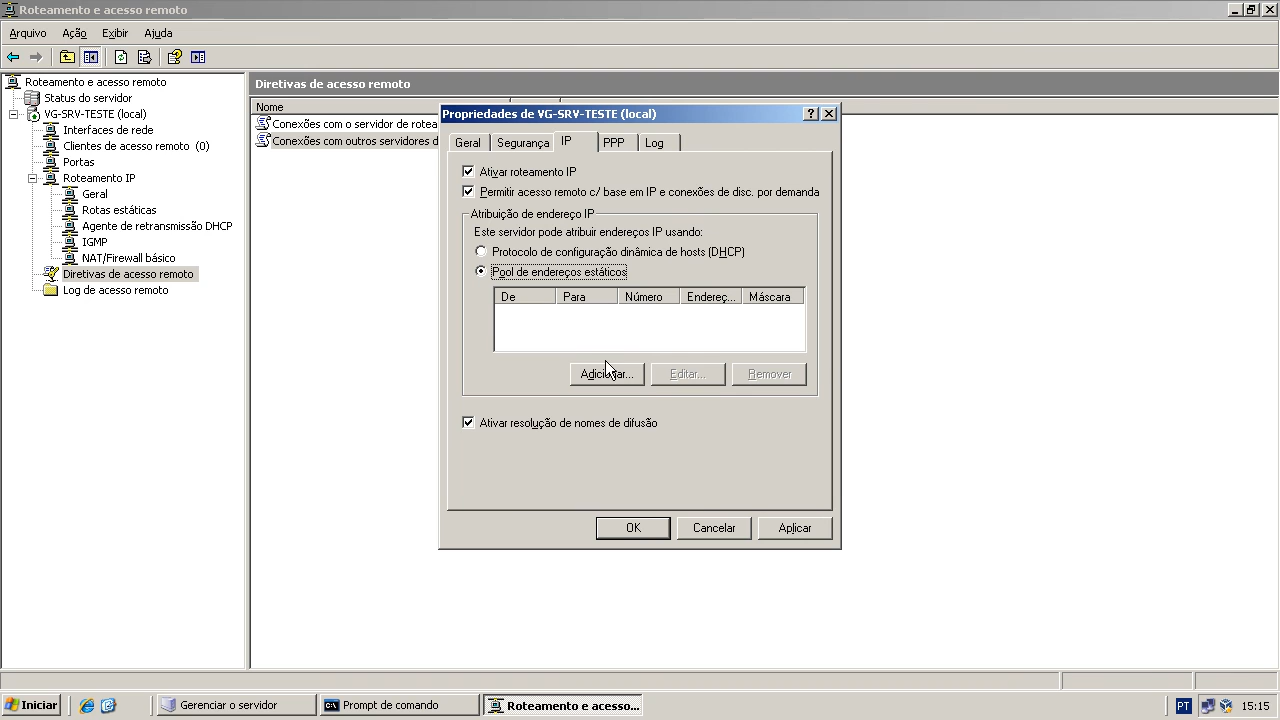 Roteamento e acesso remoto
Arquivo Ação Exibir Ajuda
Roteamento e acesso remoto
Status do servidor
VG-SRV-TESTE (local)
Interfaces de rede
Clientes de acesso remoto (0)
Portas
Roteamento IP
Geral
Rotas estáticas
Agente de retransmissão DHCP
IGMP
NAT/Firewall básico
Diretivas de acesso remoto
Log de acesso remoto
Diretivas de acesso remoto
Nome
Conexões com o servidor de rotea
Conexões com outros servidores d
Propriedades de VG-SRV-TESTE (local)
Geral Segurança IP PPP Log
Ativar roteamento IP
Permitir acesso remoto c/ base em IP e conexões de disc. por demanda
Atribuição de endereço IP
Este servidor pode atribuir endereços IP usando:
Protocolo de configuração dinâmica de hosts (DHCP)
Pool de endereços estáticos
De Para Número Endereç... Máscara
Adicionar... Editar... Remover
Ativar resolução de nomes de difusão
OK Cancelar Aplicar
Iniciar Gerenciar o servidor Prompt de comando Roteamento e acesso... PT 15:15